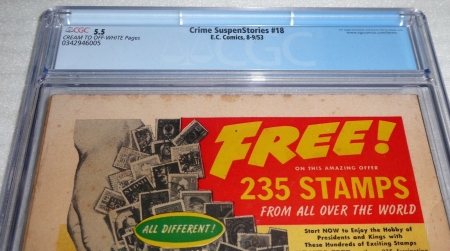 CGC 5.5 Crime SuspenStories #18
CREAM TO OFF-WHITE Pages E.C. Comics, 8-9/53
0342946005
CGC
FREE!
ON THIS AMAZING OFFER
235 STAMPS
FROM ALL OVER THE WORLD
ALL DIFFERENT!
Start NOW to Enjoy the Hobby of
Presidents and Kings with
These Hundreds of Exciting Stamps